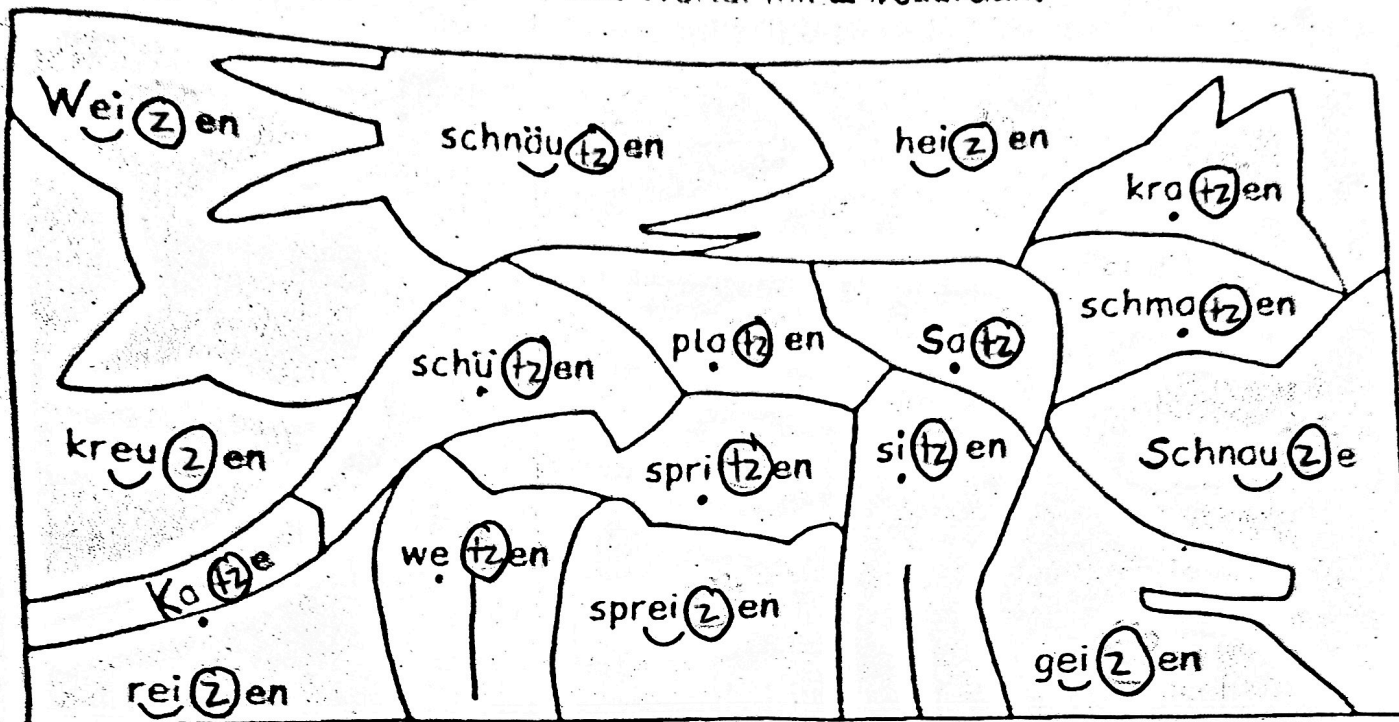 Weizen
schnäutzen
heizen
kratzen
schmatzen
schützen
platzen
Satz
kreuzen
spritzen
sitzen
Schnauze
Katze
wetzen
spreizen
geizen
reizen